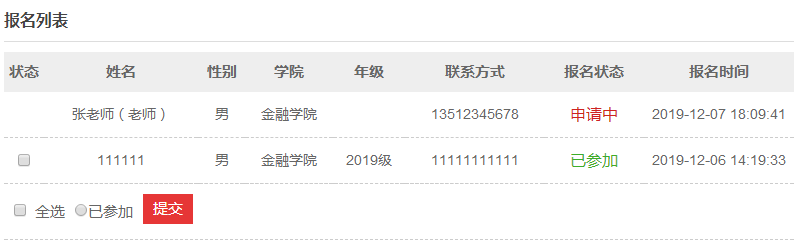 报名列表
状态 姓名 性别 学院 年级 联系方式 报名状态 报名时间
张老师（老师） 男 金融学院 13512345678 申请中 2019-12-07 18:09:41
111111 男 金融学院 2019级 11111111111 已参加 2019-12-06 14:19:33
全选 已参加 提交